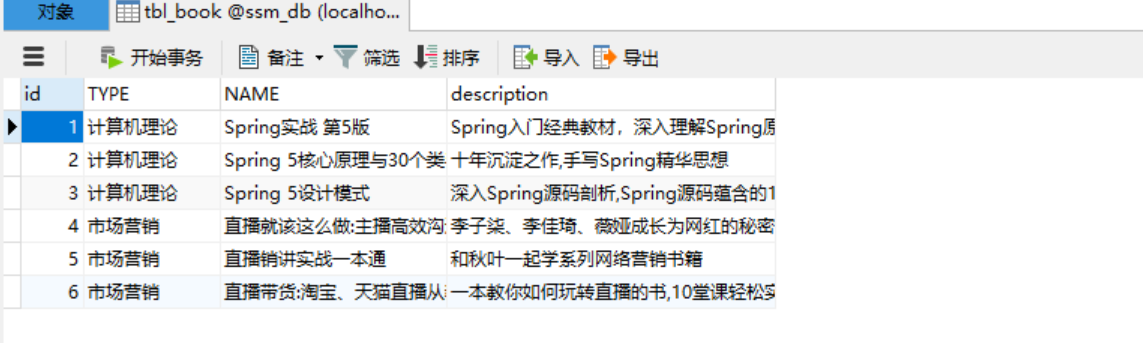 对象 tbl_book @ssm_db (localho...
开始事务 备注 筛选 排序 导入 导出
id TYPE NAME description
1 计算机理论 Spring实战 第5版 Spring入门经典教材，深入理解Spring原
2 计算机理论 Spring 5核心原理与30个类 十年沉淀之作,手写Spring精华思想
3 计算机理论 Spring 5设计模式 深入Spring源码剖析,Spring源码蕴含的1
4 市场营销 直播就该这么做:主播高效沟 李子柒、李佳琦、薇娅成长为网红的秘密
5 市场营销 直播销讲实战一本通 和秋叶一起学系列网络营销书籍
6 市场营销 直播带货:淘宝、天猫直播从 一本教你如何玩转直播的书,10堂课轻松实